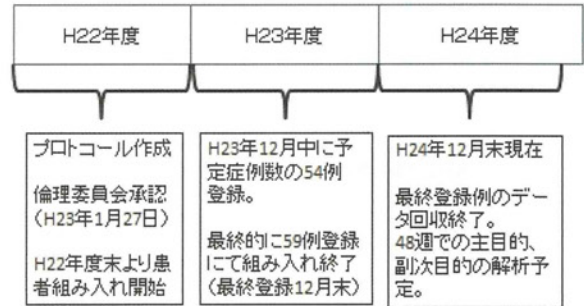 H22年度
H23年度
H24年度
プロトコール作成
倫理委員会承認
（H23年1月27日）
H22年度末より患
者組み入れ開始
H23年12月中に予
定症例数の54例
登録。
最終的に59例登録
にて組み入れ終了
（最終登録12月末）
H24年12月末現在
最終登録例のデー
タ回収終了。
48週での主目的、
副次目的の解析予
定。